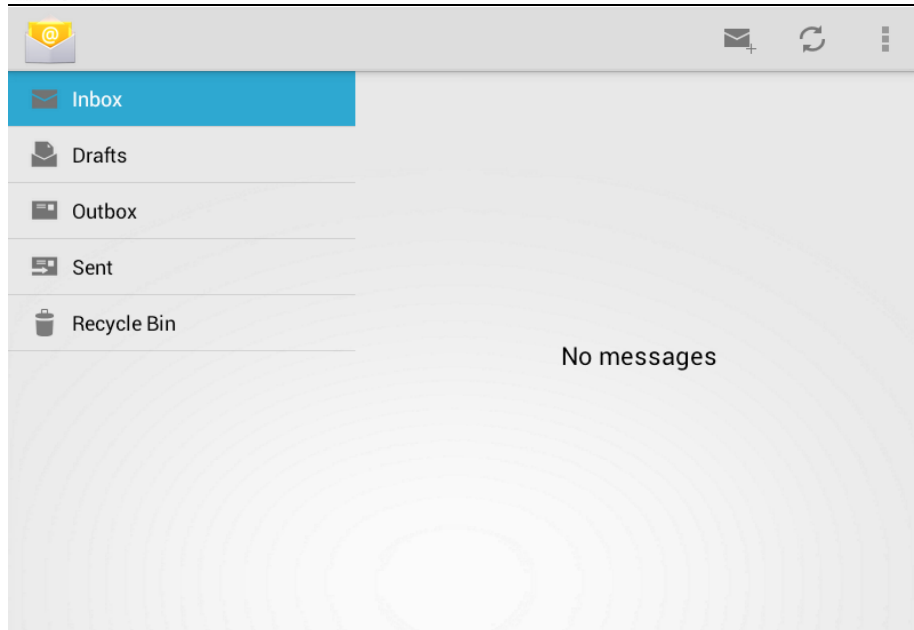 @
Inbox
Drafts
Outbox
Sent
Recycle Bin
No messages